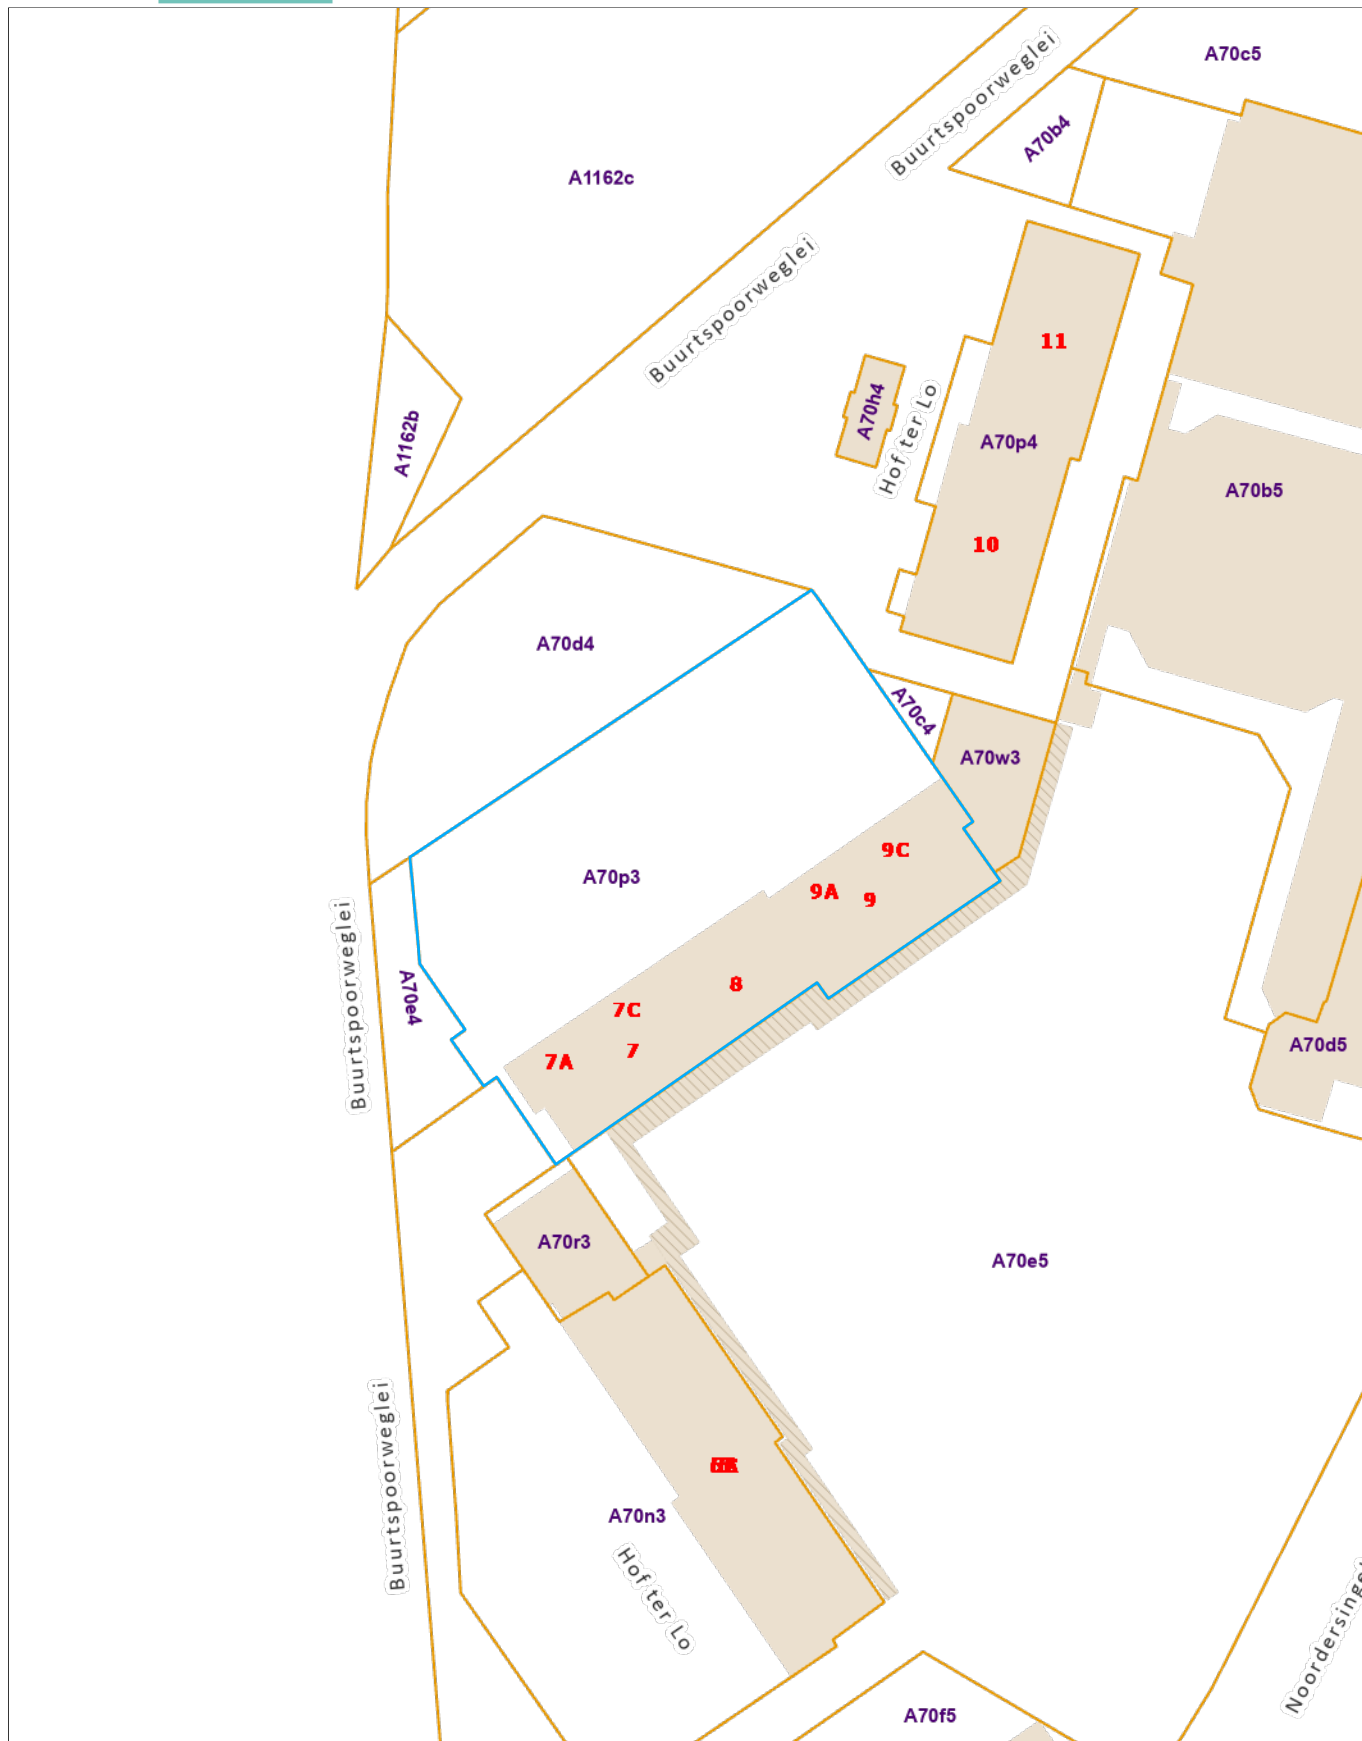 A70c5
Buurtspoorweglei
A70b4
A1162c
Buurtspoorweglei
11
A70h4
Hof ter Lo
A1162b
A70p4
A70b5
10
A70d4
A70c4
A70w3
9C
A70p3
9A
9
Buurtspoorweglei
A70e4
8
7C
7
7A
A70d5
A70r3
A70e5
Buurtspoorweglei
A70n3
Hof ter Lo
A70f5